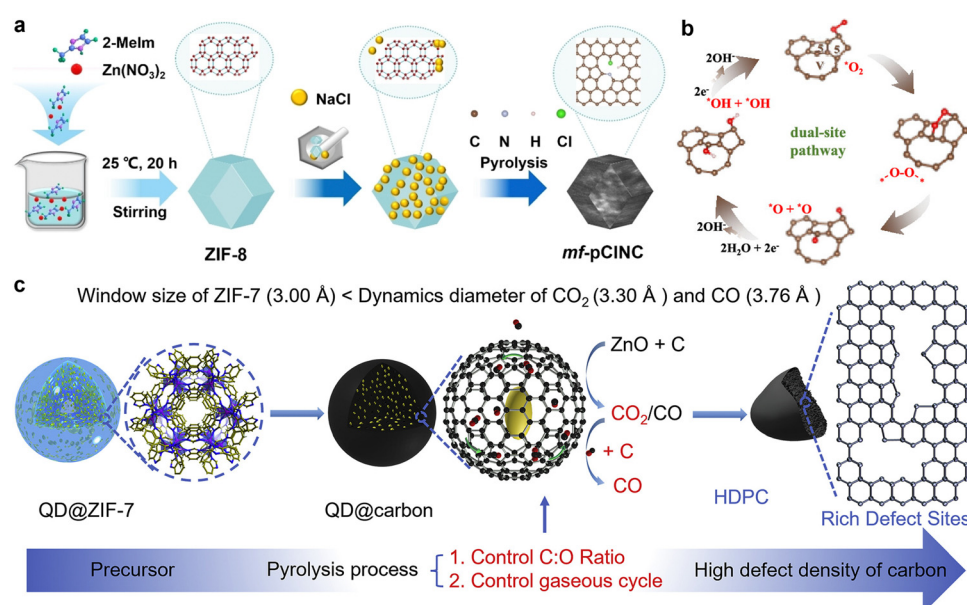 a
2-MeIm
Zn(NO₃)₂
25 ℃, 20 h
Stirring
ZIF-8
NaCl
C N H Cl
Pyrolysis
mf-pClNC
b
2OH⁻
2e⁻
*OH + *OH
5 5
V
*O₂
dual-site
pathway
*O-O*
*O + *O
2OH⁻
2H₂O + 2e⁻
c
Window size of ZIF-7 (3.00 Å) < Dynamics diameter of CO₂ (3.30 Å ) and CO (3.76 Å )
ZnO + C
CO₂/CO
+ C
CO
QD@ZIF-7
QD@carbon
HDPC
Rich Defect Sites
Precursor
Pyrolysis process
1. Control C:O Ratio
2. Control gaseous cycle
High defect density of carbon